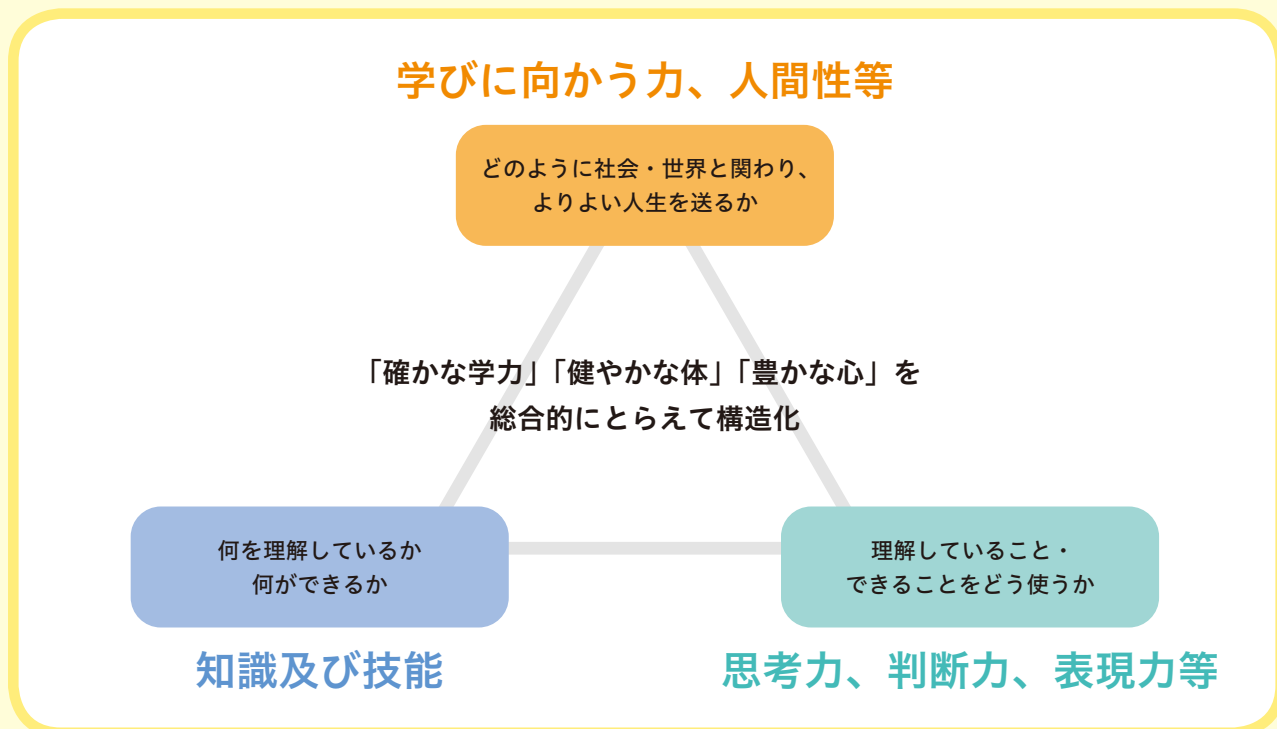 学びに向かう力、人間性等
どのように社会・世界と関わり、
よりよい人生を送るか
「確かな学力」「健やかな体」「豊かな心」を
総合的にとらえて構造化
何を理解しているか
何ができるか
知識及び技能
理解していること・
できることをどう使うか
思考力、判断力、表現力等